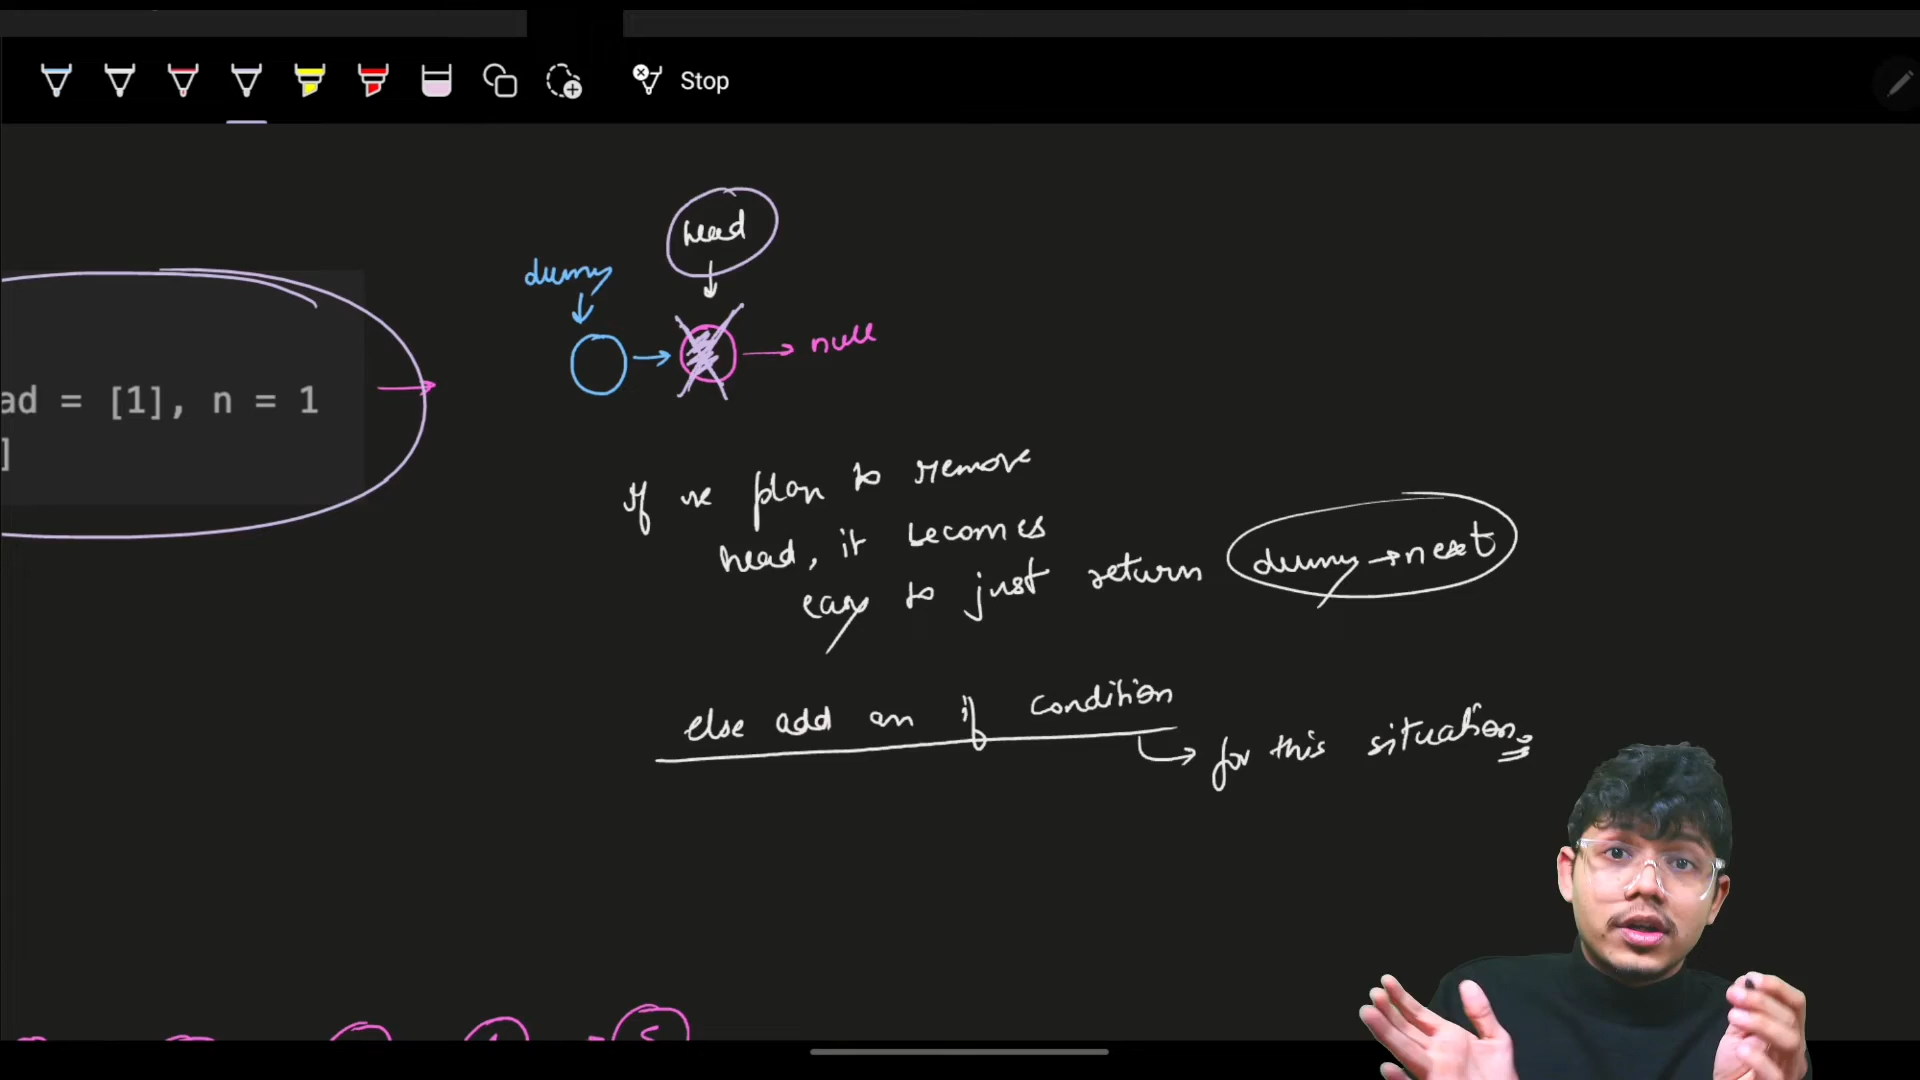 Stop
head
dummy
null
ad = [1], n = 1
]
if we plan to remove
head, it becomes
easy to just return dummy→next
else add an if condition
for this situation
5